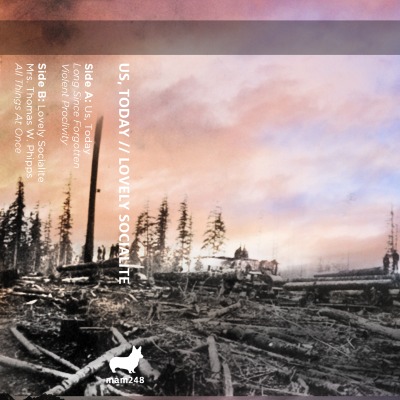 US, TODAY // LOVELY SOCIALITE
Side A: Us, Today
Long Since Forgotten
Violent Proclivity
Side B: Lovely Socialite
Mrs. Thomas W. Phipps
All Things At Once
mam248